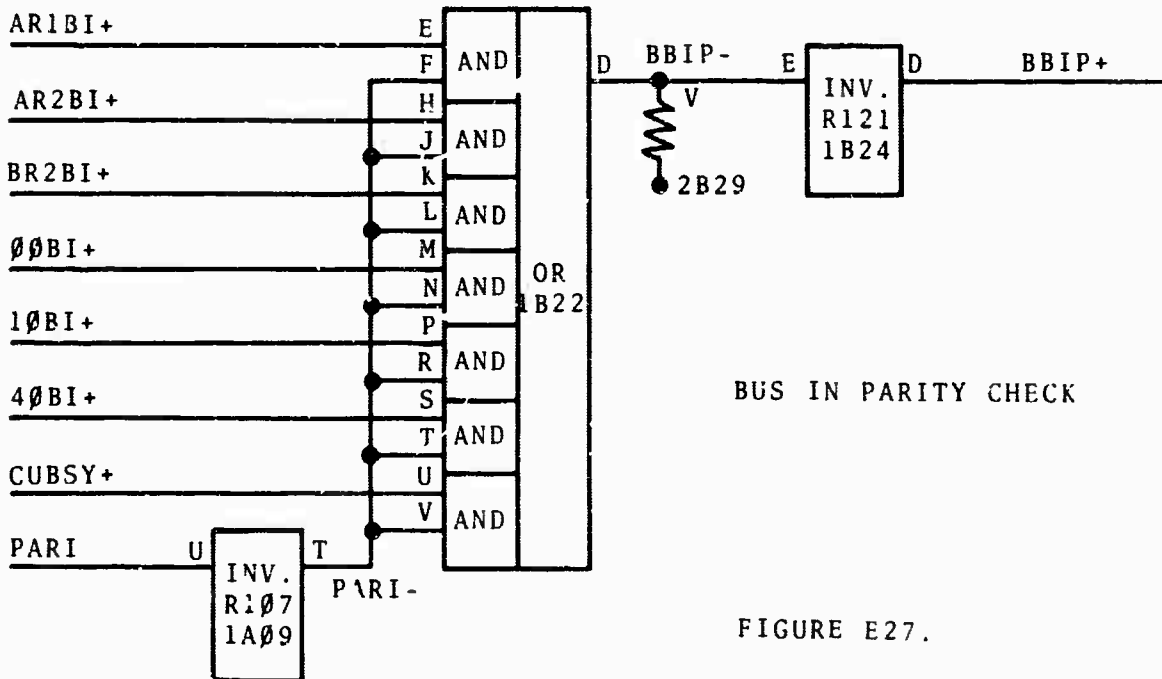 AR1BI+
E
AND
F
AR2BI+
H
AND
J
BR2BI+
K
AND
L
ØØBI+
M
AND
N
1ØBI+
P
AND
R
4ØBI+
S
AND
T
CUBSY+
U
AND
V
PARI
U
INV.
R1Ø7
1AØ9
T
PARI-
OR
1B22
D
BBIP-
V
2B29
E
INV.
R121
1B24
D
BBIP+
BUS IN PARITY CHECK
FIGURE E27.